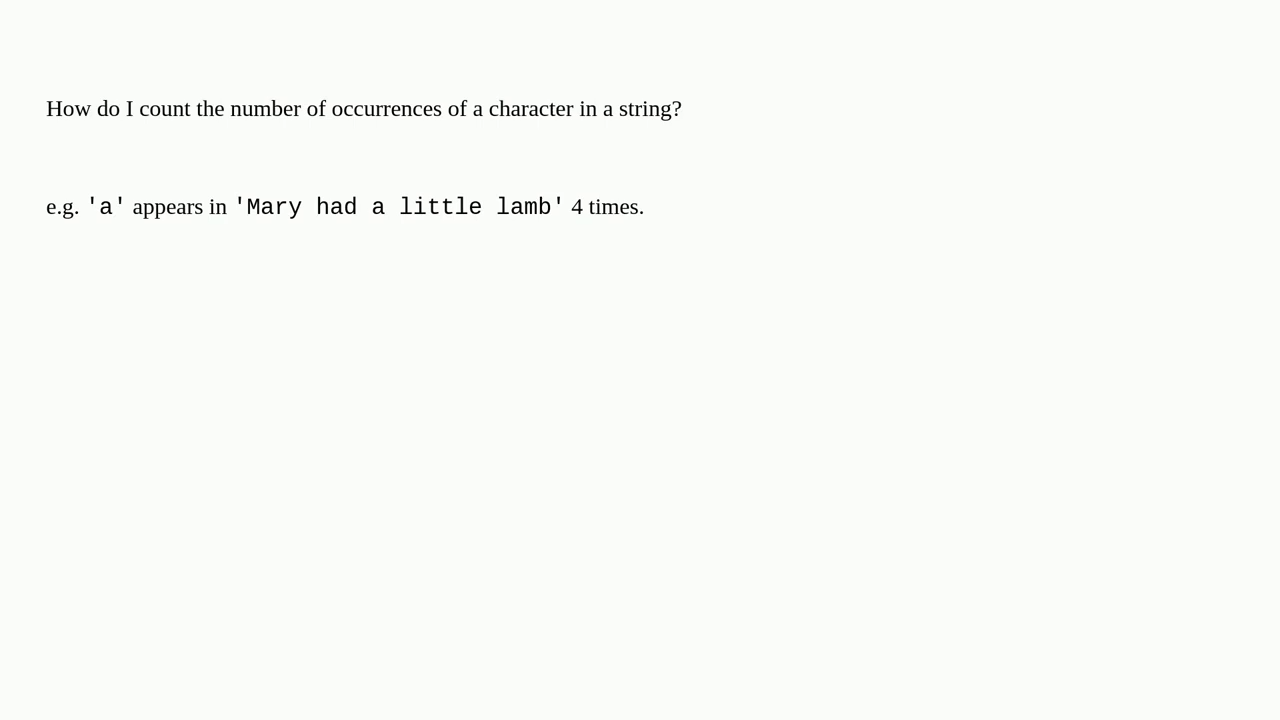 How do I count the number of occurrences of a character in a string?
e.g. 'a' appears in 'Mary had a little lamb' 4 times.